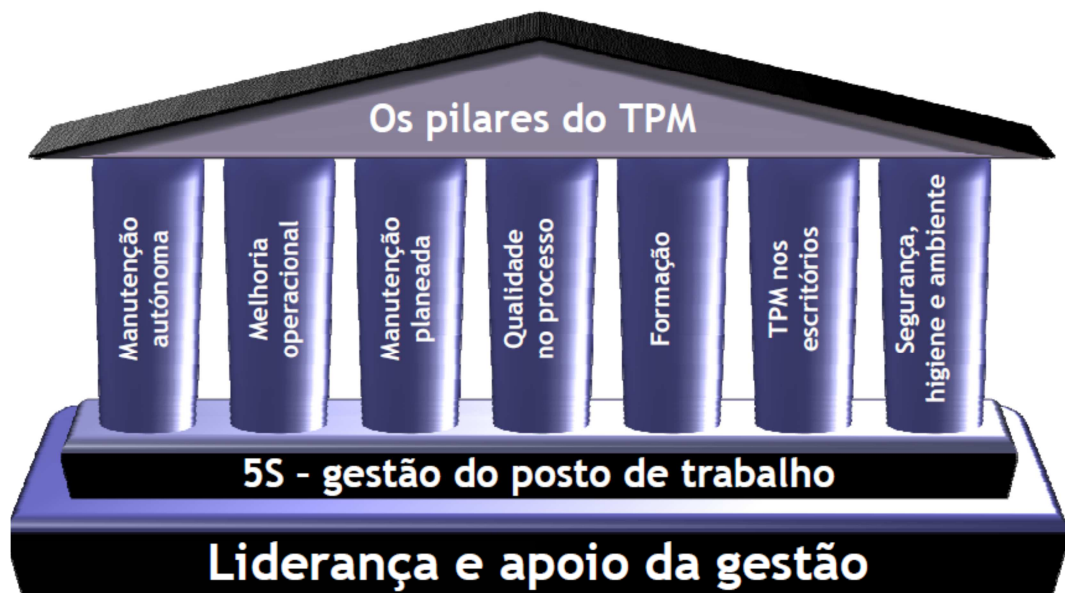 Os pilares do TPM
Manutenção
autónoma
Melhoria
operacional
Manutenção
planeada
Qualidade
no processo
Formação
TPM nos
escritórios
Segurança,
higiene e ambiente
5S - gestão do posto de trabalho
Liderança e apoio da gestão